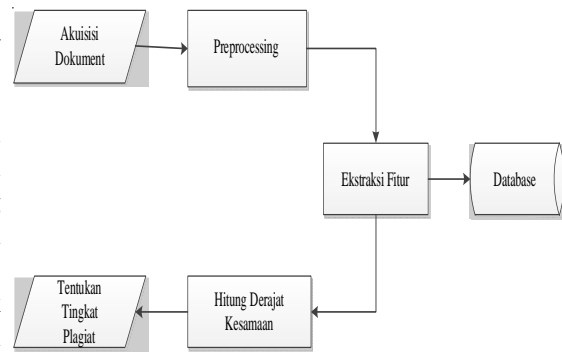 Akuisisi
Dokument
Preprocessing
Ekstraksi Fitur
Database
Tentukan
Tingkat
Plagiat
Hitung Derajat
Kesamaan